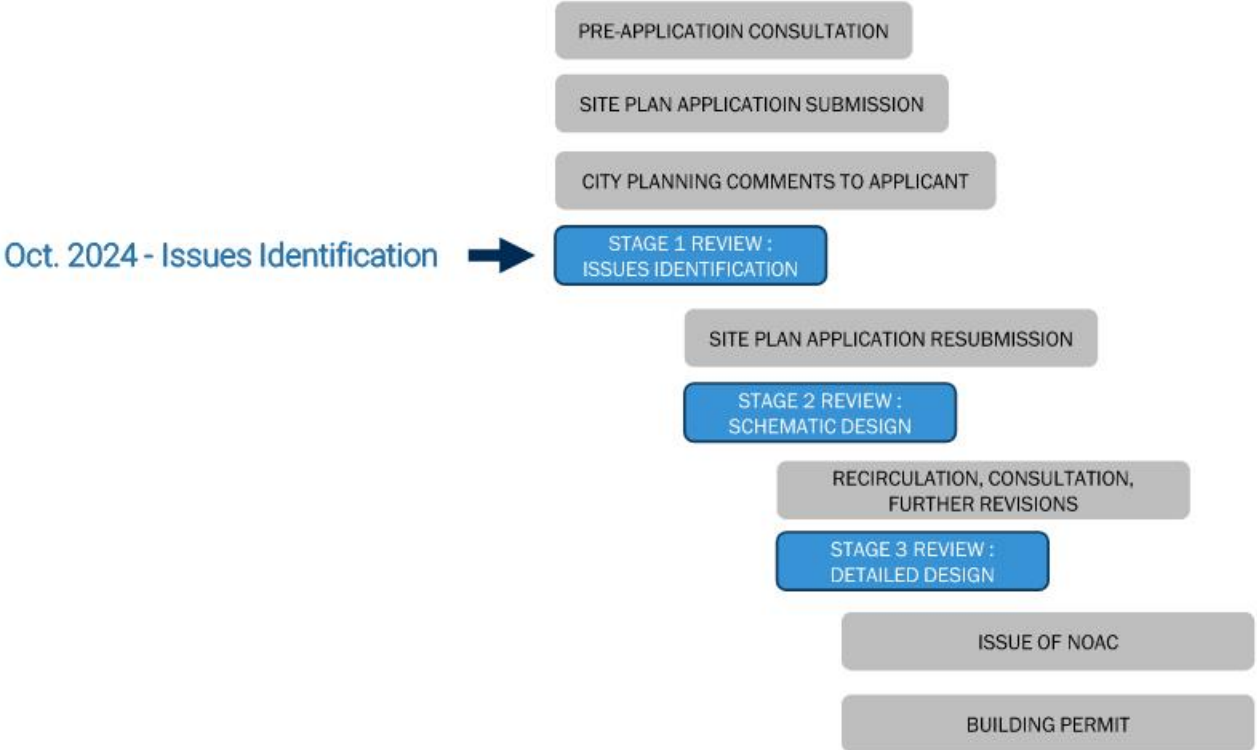 PRE-APPLICATIOIN CONSULTATION
SITE PLAN APPLICATIOIN SUBMISSION
CITY PLANNING COMMENTS TO APPLICANT
Oct. 2024 - Issues Identification
STAGE 1 REVIEW :
ISSUES IDENTIFICATION
SITE PLAN APPLICATION RESUBMISSION
STAGE 2 REVIEW :
SCHEMATIC DESIGN
RECIRCULATION, CONSULTATION,
FURTHER REVISIONS
STAGE 3 REVIEW :
DETAILED DESIGN
ISSUE OF NOAC
BUILDING PERMIT